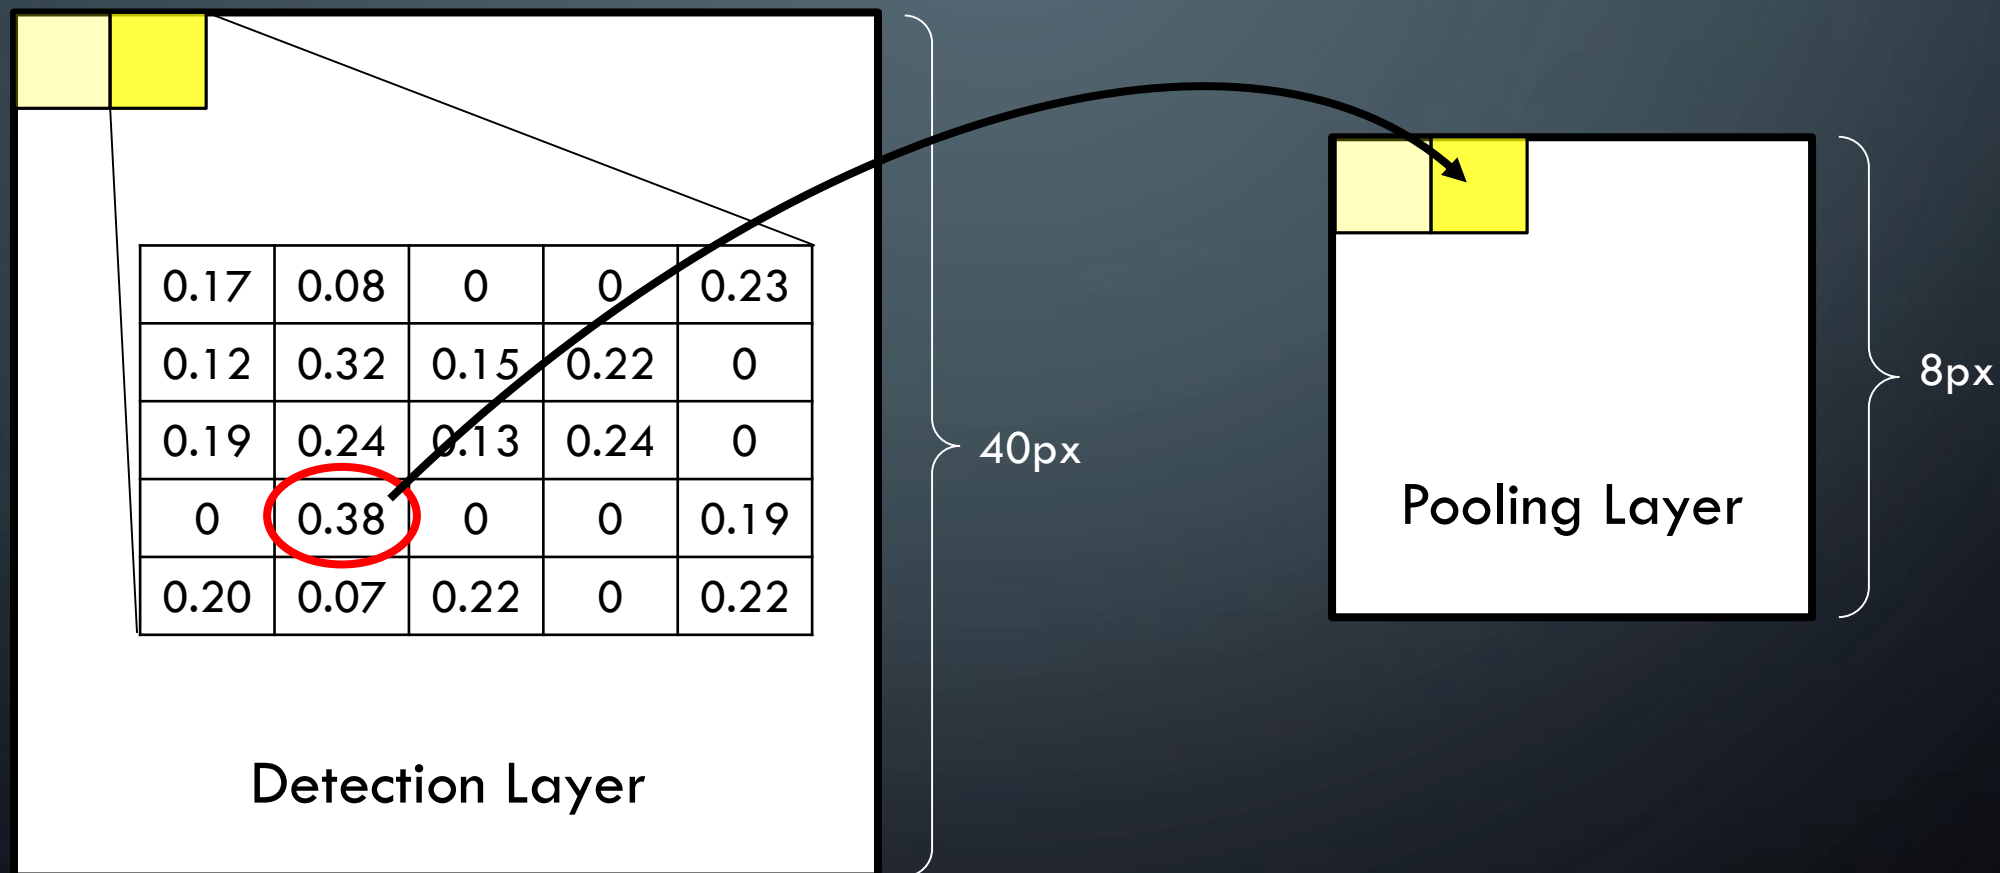 0.17 0.08 0 0 0.23
0.12 0.32 0.15 0.22 0
0.19 0.24 0.13 0.24 0
0 0.38 0 0 0.19
0.20 0.07 0.22 0 0.22
Detection Layer
40px
Pooling Layer
8px